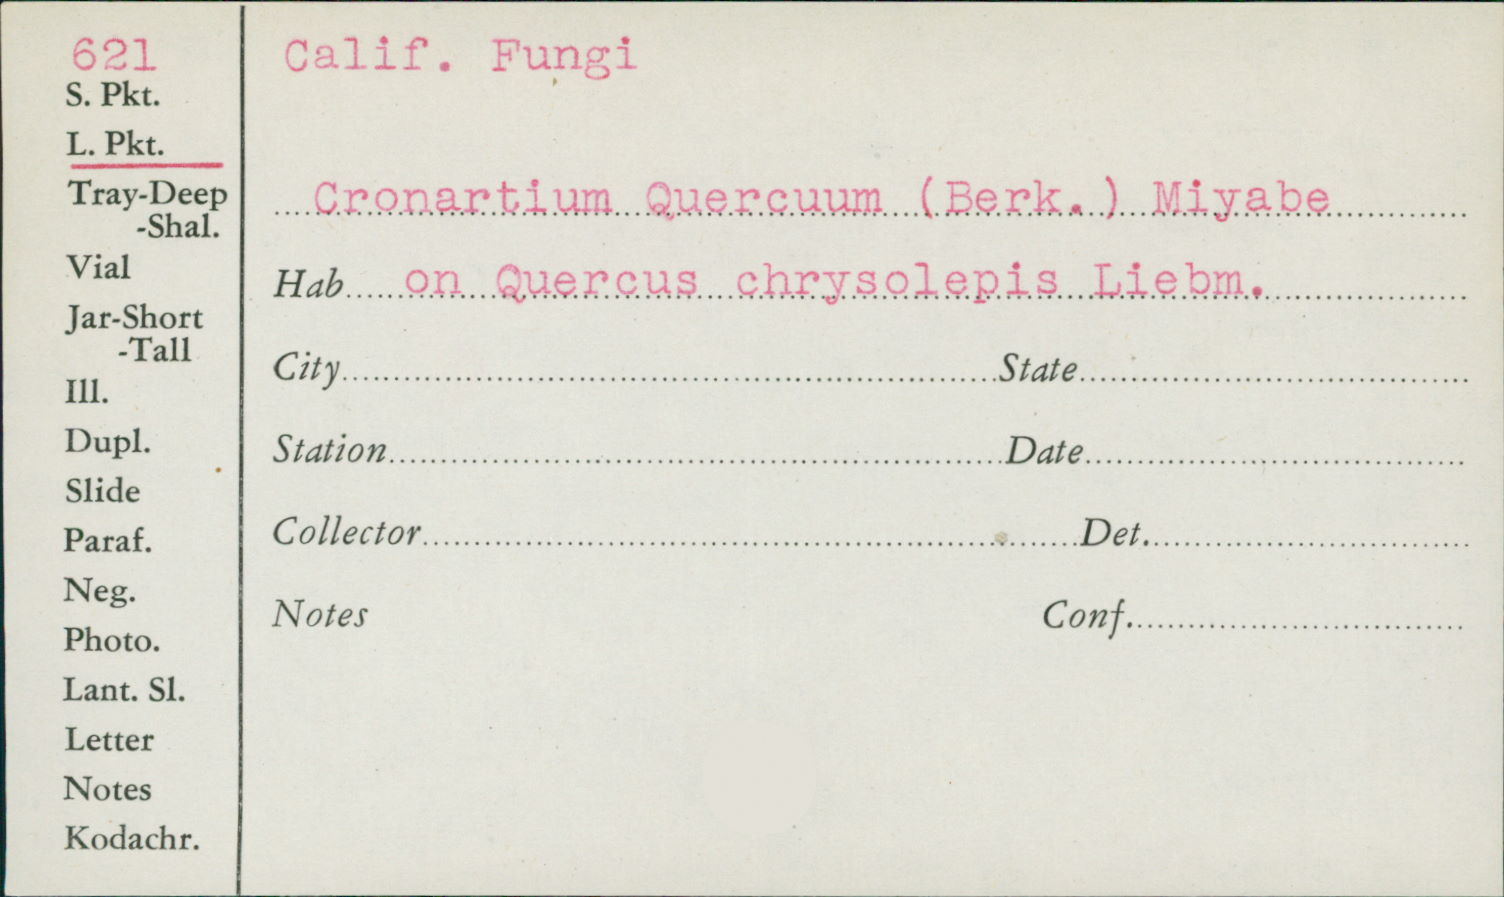 621
S. Pkt.
L. Pkt.
Tray-Deep
-Shal.
Vial
Jar-Short
-Tall
Ill.
Dupl.
Slide
Paraf.
Neg.
Photo.
Lant. Sl.
Letter
Notes
Kodachr.
Calif. Fungi
Cronartium Quercuum (Berk.) Miyabe
Hab on Quercus chrysolepis Liebm.
City State
Station Date
Collector Det.
Notes Conf.